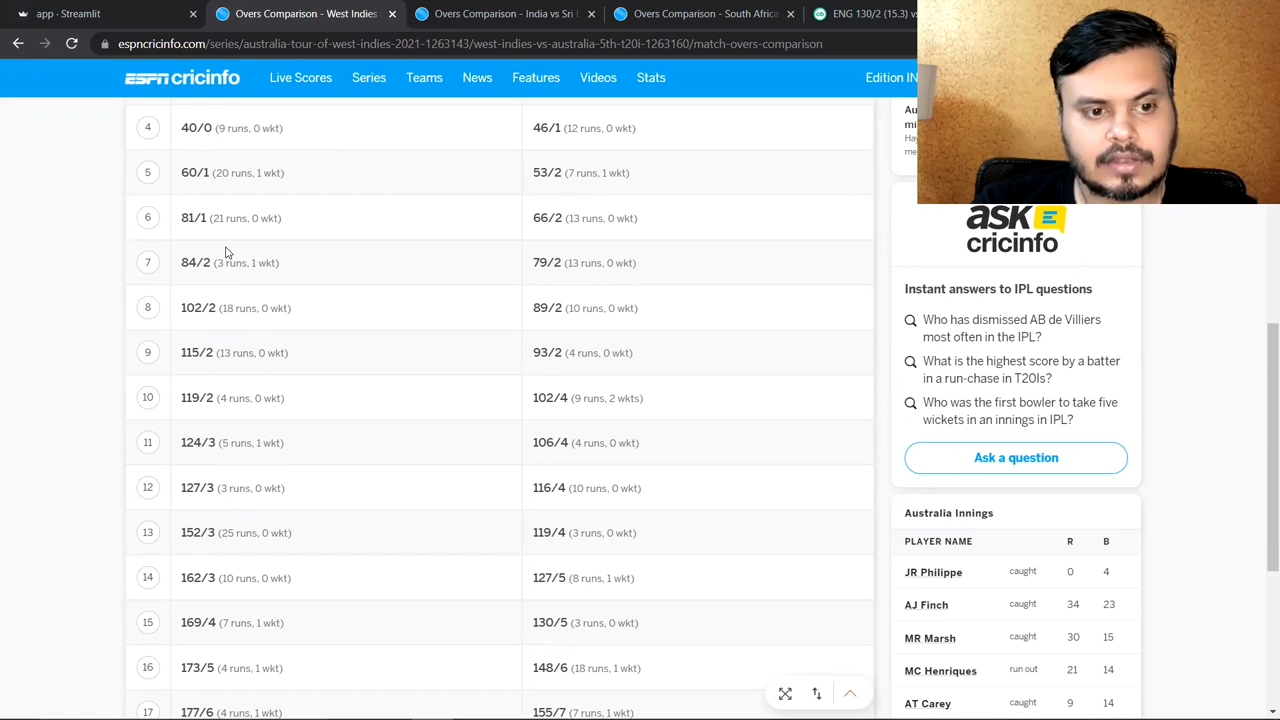 app · Streamlit
Overs Comparison - West Indies
Overs Comparison - India vs Sri L
Overs Comparison - South Africa
ENG 130/2 (15.3)
espncricinfo.com/series/australia-tour-of-west-indies-2021-1263143/west-indies-vs-australia-5th-t20i-1263169/match-overs-comparison
ESPN cricinfo Live Scores Series Teams News Features Videos Stats Edition IN
4 40/0 (9 runs, 0 wkt) 46/1 (12 runs, 0 wkt)
5 60/1 (20 runs, 1 wkt) 53/2 (7 runs, 1 wkt)
6 81/1 (21 runs, 0 wkt) 66/2 (13 runs, 0 wkt)
7 84/2 (3 runs, 1 wkt) 79/2 (13 runs, 0 wkt)
8 102/2 (18 runs, 0 wkt) 89/2 (10 runs, 0 wkt)
9 115/2 (13 runs, 0 wkt) 93/2 (4 runs, 0 wkt)
10 119/2 (4 runs, 0 wkt) 102/4 (9 runs, 2 wkts)
11 124/3 (5 runs, 1 wkt) 106/4 (4 runs, 0 wkt)
12 127/3 (3 runs, 0 wkt) 116/4 (10 runs, 0 wkt)
13 152/3 (25 runs, 0 wkt) 119/4 (3 runs, 0 wkt)
14 162/3 (10 runs, 0 wkt) 127/5 (8 runs, 1 wkt)
15 169/4 (7 runs, 1 wkt) 130/5 (3 runs, 0 wkt)
16 173/5 (4 runs, 1 wkt) 148/6 (18 runs, 1 wkt)
17 177/6 (4 runs, 1 wkt) 155/7 (7 runs, 1 wkt)
Au
mi
Ha
me
ask
cricinfo
Instant answers to IPL questions
Who has dismissed AB de Villiers
most often in the IPL?
What is the highest score by a batter
in a run-chase in T20Is?
Who was the first bowler to take five
wickets in an innings in IPL?
Ask a question
Australia Innings
PLAYER NAME R B
JR Philippe caught 0 4
AJ Finch caught 34 23
MR Marsh caught 30 15
MC Henriques run out 21 14
AT Carey caught 9 14